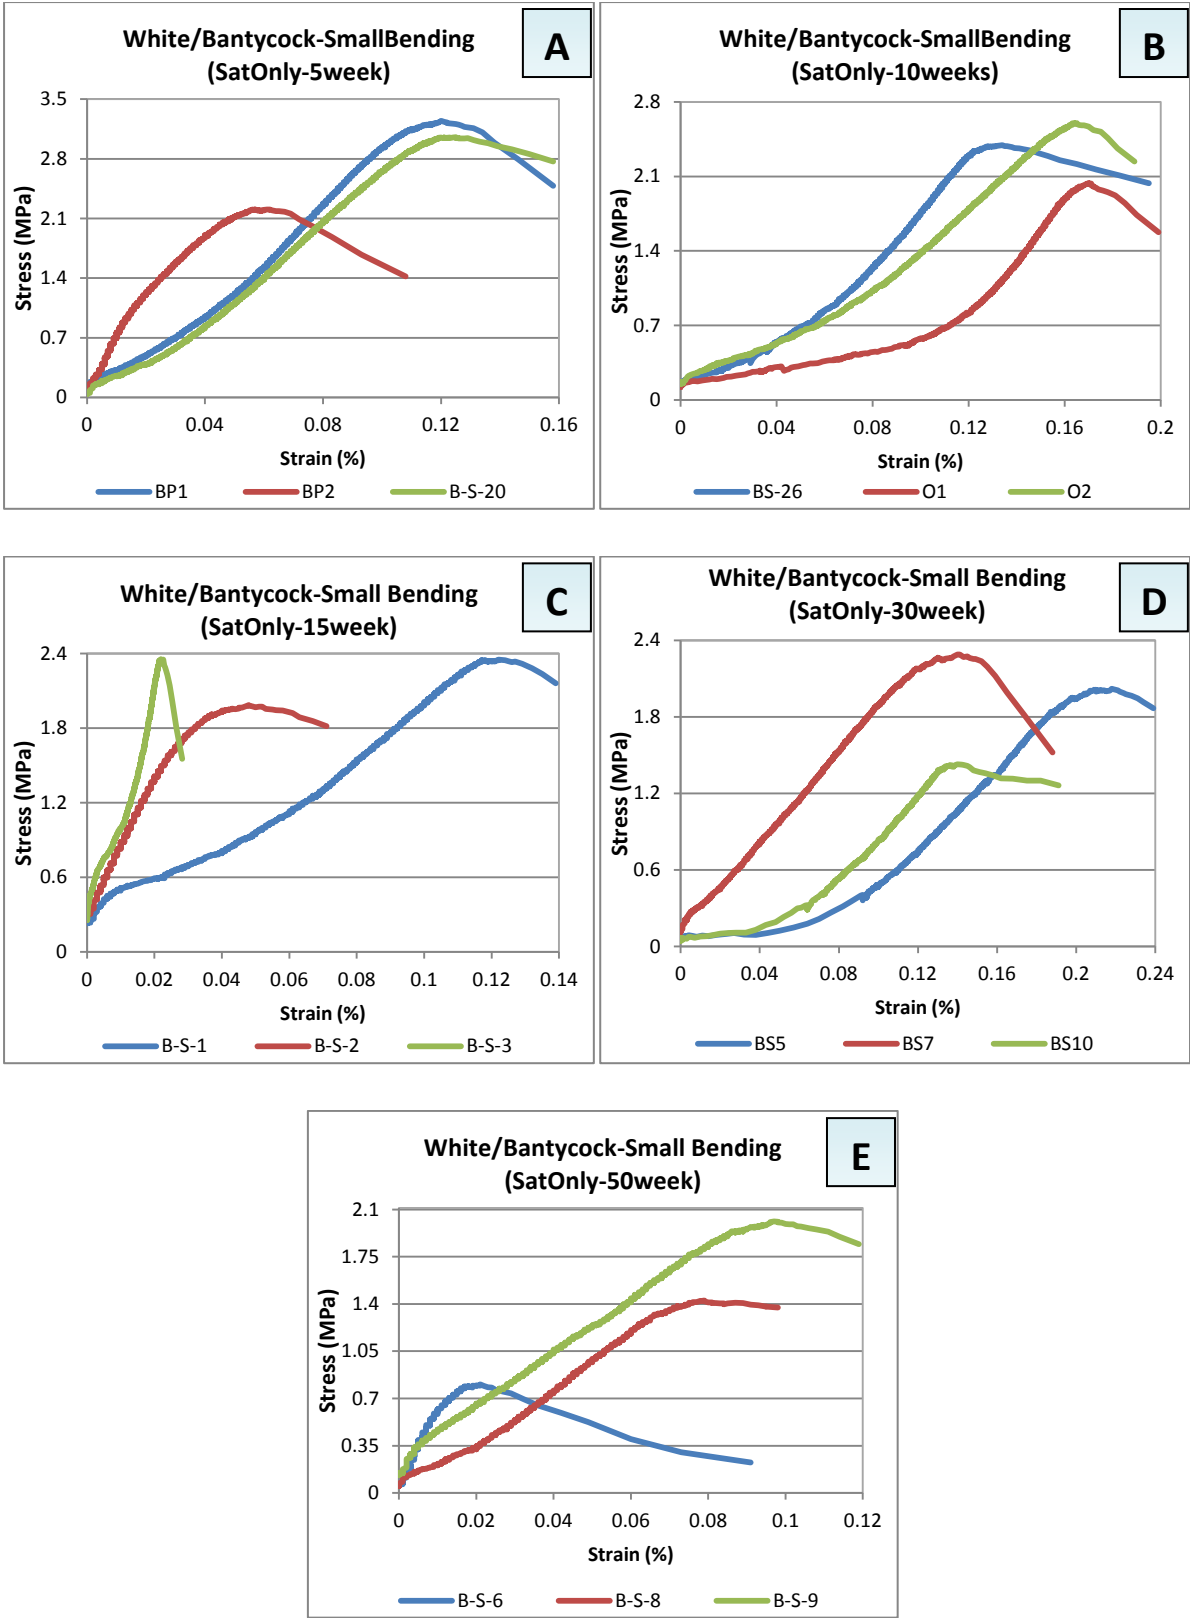 White/Bantycock-SmallBending
(SatOnly-5week)
A
Stress (MPa)
3.5
2.8
2.1
1.4
0.7
0
0 0.04 0.08 0.12 0.16
Strain (%)
BP1 BP2 B-S-20
White/Bantycock-SmallBending
(SatOnly-10weeks)
B
Stress (MPa)
2.8
2.1
1.4
0.7
0
0 0.04 0.08 0.12 0.16 0.2
Strain (%)
BS-26 O1 O2
White/Bantycock-Small Bending
(SatOnly-15week)
C
Stress (MPa)
2.4
1.8
1.2
0.6
0
0 0.02 0.04 0.06 0.08 0.1 0.12 0.14
Strain (%)
B-S-1 B-S-2 B-S-3
White/Bantycock-Small Bending
(SatOnly-30week)
D
Stress (MPa)
2.4
1.8
1.2
0.6
0
0 0.04 0.08 0.12 0.16 0.2 0.24
Strain (%)
BS5 BS7 BS10
White/Bantycock-Small Bending
(SatOnly-50week)
E
Stress (MPa)
2.1
1.75
1.4
1.05
0.7
0.35
0
0 0.02 0.04 0.06 0.08 0.1 0.12
Strain (%)
B-S-6 B-S-8 B-S-9